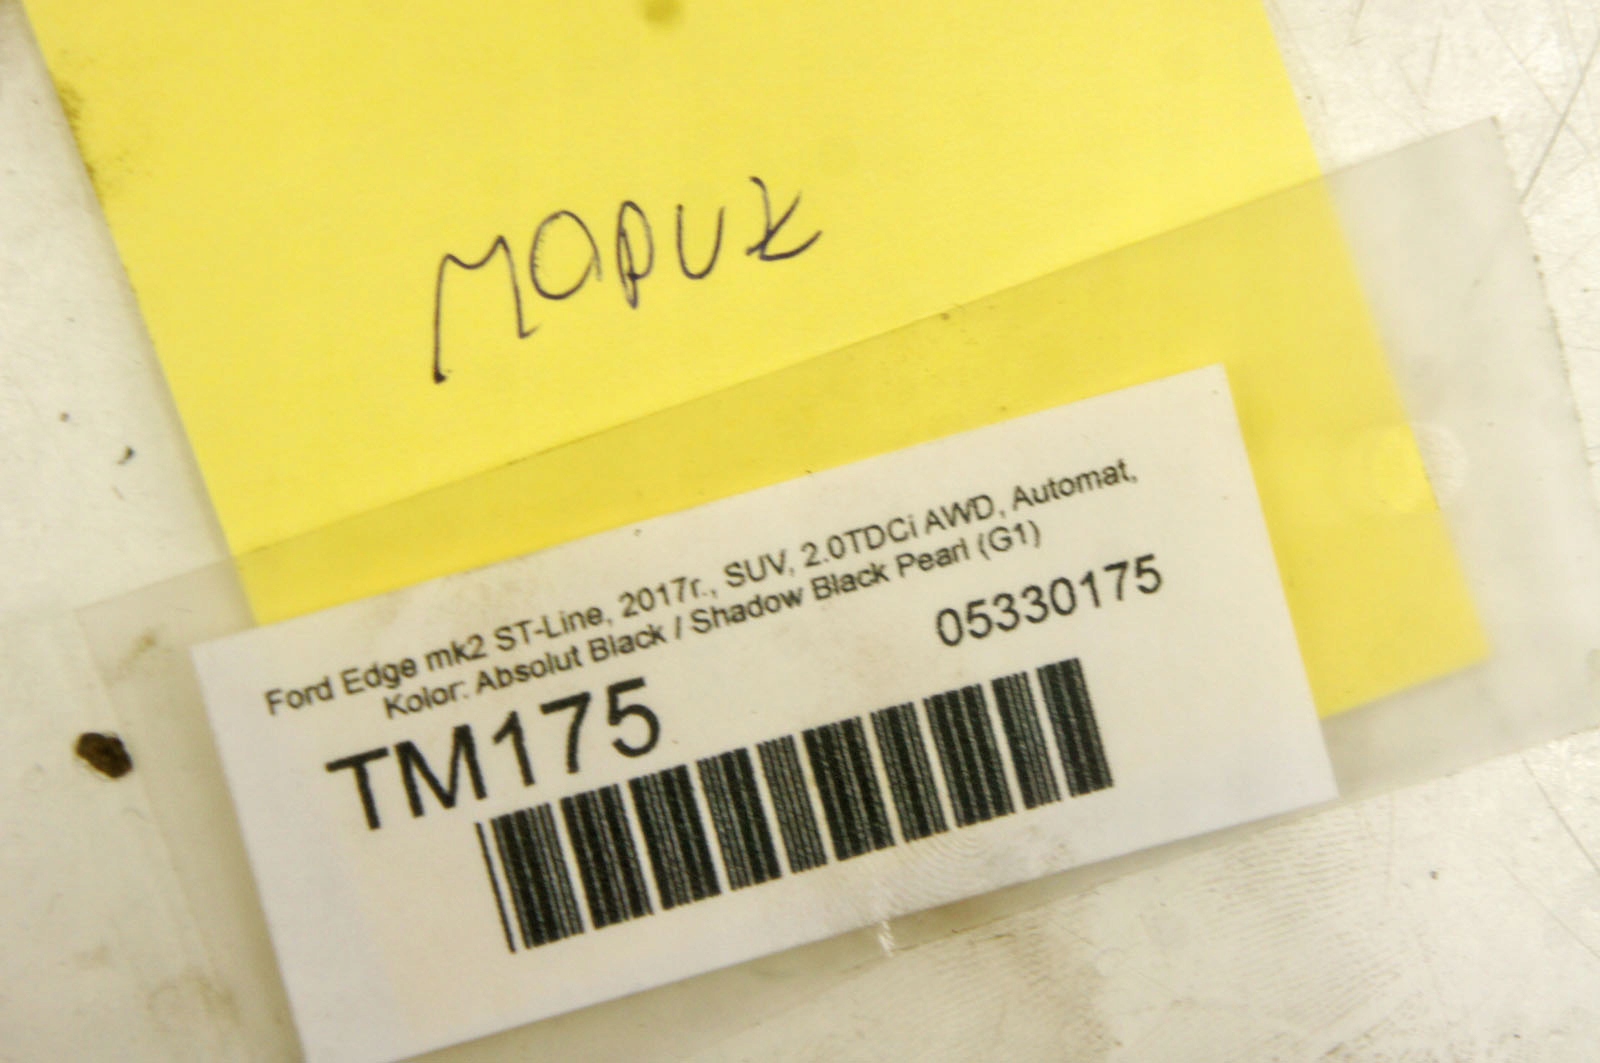 MODUŁ
Ford Edge mk2 ST-Line, 2017r., SUV, 2.0TDCi AWD, Automat,
Kolor: Absolut Black / Shadow Black Pearl (G1)
05330175
TM175